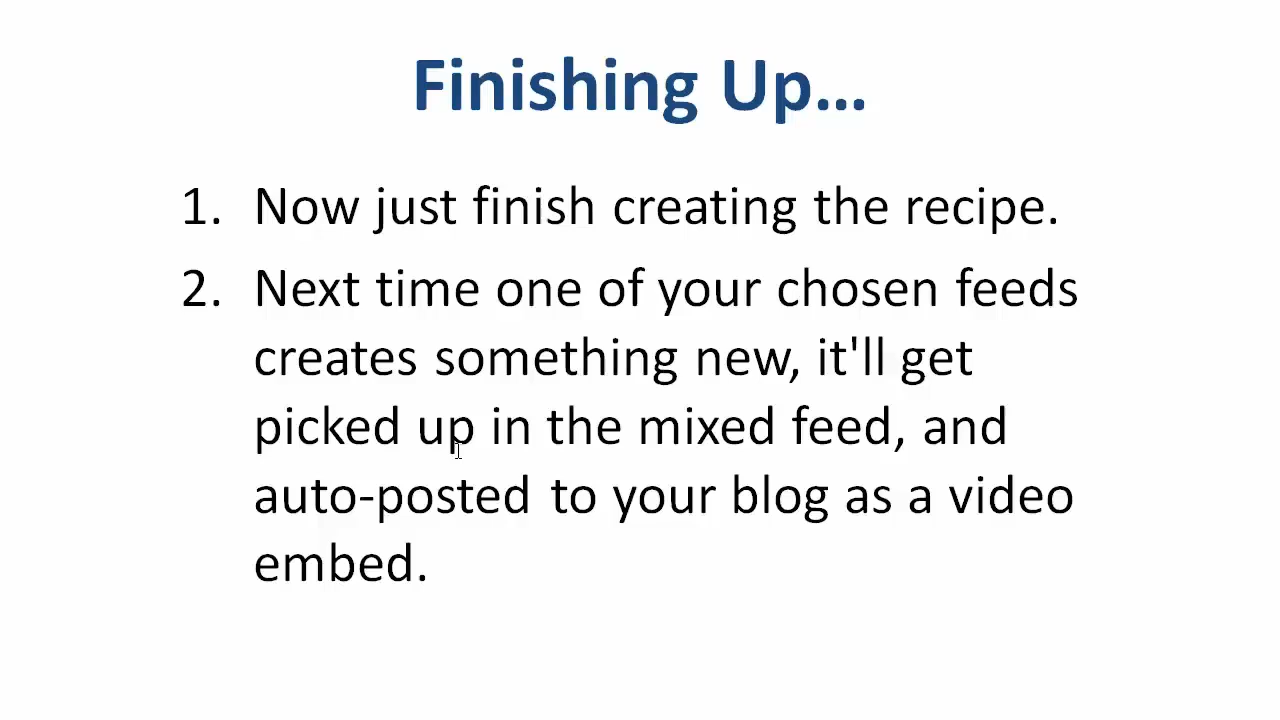 Finishing Up...
1. Now just finish creating the recipe.
2. Next time one of your chosen feeds
creates something new, it'll get
picked up in the mixed feed, and
auto-posted to your blog as a video
embed.